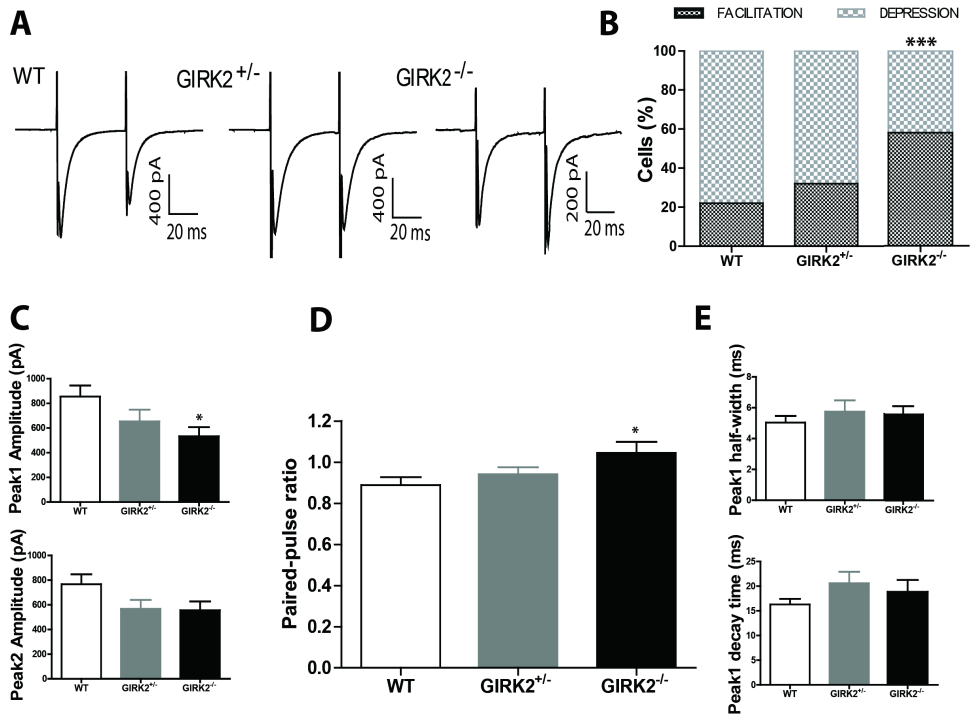 A
WT
GIRK2+/-
GIRK2-/-
400 pA
20 ms
400 pA
20 ms
200 pA
20 ms
B
FACILITATION
DEPRESSION
***
Cells (%)
100
80
60
40
20
0
WT
GIRK2+/-
GIRK2-/-
C
Peak1 Amplitude (pA)
1000
800
600
400
200
0
*
WT
GIRK2+/-
GIRK2-/-
Peak2 Amplitude (pA)
1000
800
600
400
200
0
WT
GIRK2+/-
GIRK2-/-
D
Paired-pulse ratio
1.2
1.0
0.8
0.6
0.4
0.2
0.0
*
WT
GIRK2+/-
GIRK2-/-
E
Peak1 half-width (ms)
8
6
4
2
0
WT
GIRK2+/-
GIRK2-/-
Peak1 decay time (ms)
25
20
15
10
5
0
WT
GIRK2+/-
GIRK2-/-